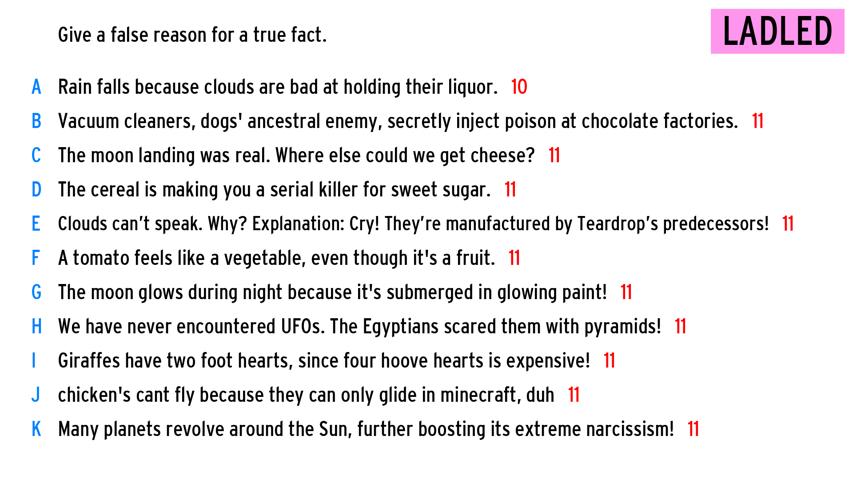 Give a false reason for a true fact.
LADLED
A Rain falls because clouds are bad at holding their liquor. 10
B Vacuum cleaners, dogs' ancestral enemy, secretly inject poison at chocolate factories. 11
C The moon landing was real. Where else could we get cheese? 11
D The cereal is making you a serial killer for sweet sugar. 11
E Clouds can’t speak. Why? Explanation: Cry! They’re manufactured by Teardrop’s predecessors! 11
F A tomato feels like a vegetable, even though it's a fruit. 11
G The moon glows during night because it's submerged in glowing paint! 11
H We have never encountered UFOs. The Egyptians scared them with pyramids! 11
I Giraffes have two foot hearts, since four hoove hearts is expensive! 11
J chicken's cant fly because they can only glide in minecraft, duh 11
K Many planets revolve around the Sun, further boosting its extreme narcissism! 11